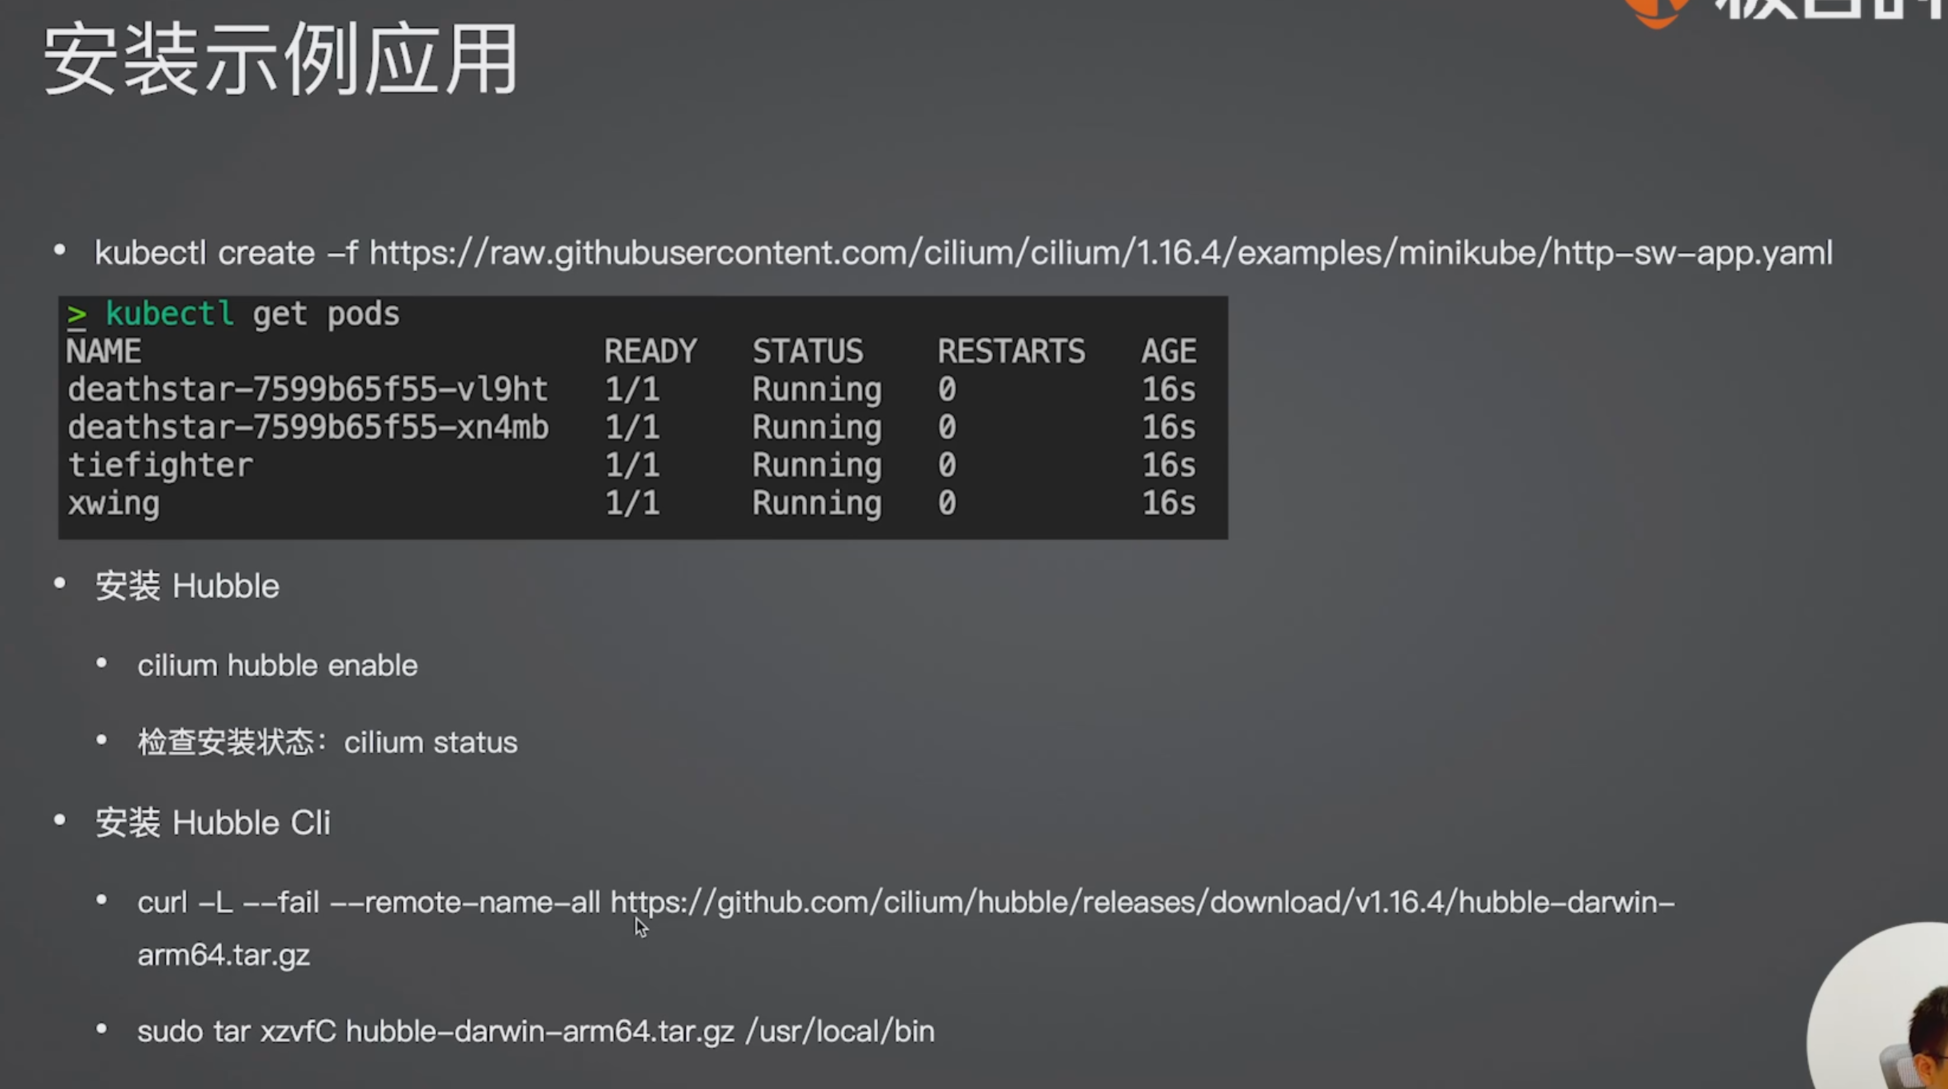 安装示例应用
kubectl create –f https://raw.githubusercontent.com/cilium/cilium/1.16.4/examples/minikube/http-sw-app.yaml
> kubectl get pods
NAME READY STATUS RESTARTS AGE
deathstar-7599b65f55-vl9ht 1/1 Running 0 16s
deathstar-7599b65f55-xn4mb 1/1 Running 0 16s
tiefighter 1/1 Running 0 16s
xwing 1/1 Running 0 16s
安装 Hubble
cilium hubble enable
检查安装状态：cilium status
安装 Hubble Cli
curl -L --fail --remote-name-all https://github.com/cilium/hubble/releases/download/v1.16.4/hubble-darwin-
arm64.tar.gz
sudo tar xzvfC hubble-darwin-arm64.tar.gz /usr/local/bin